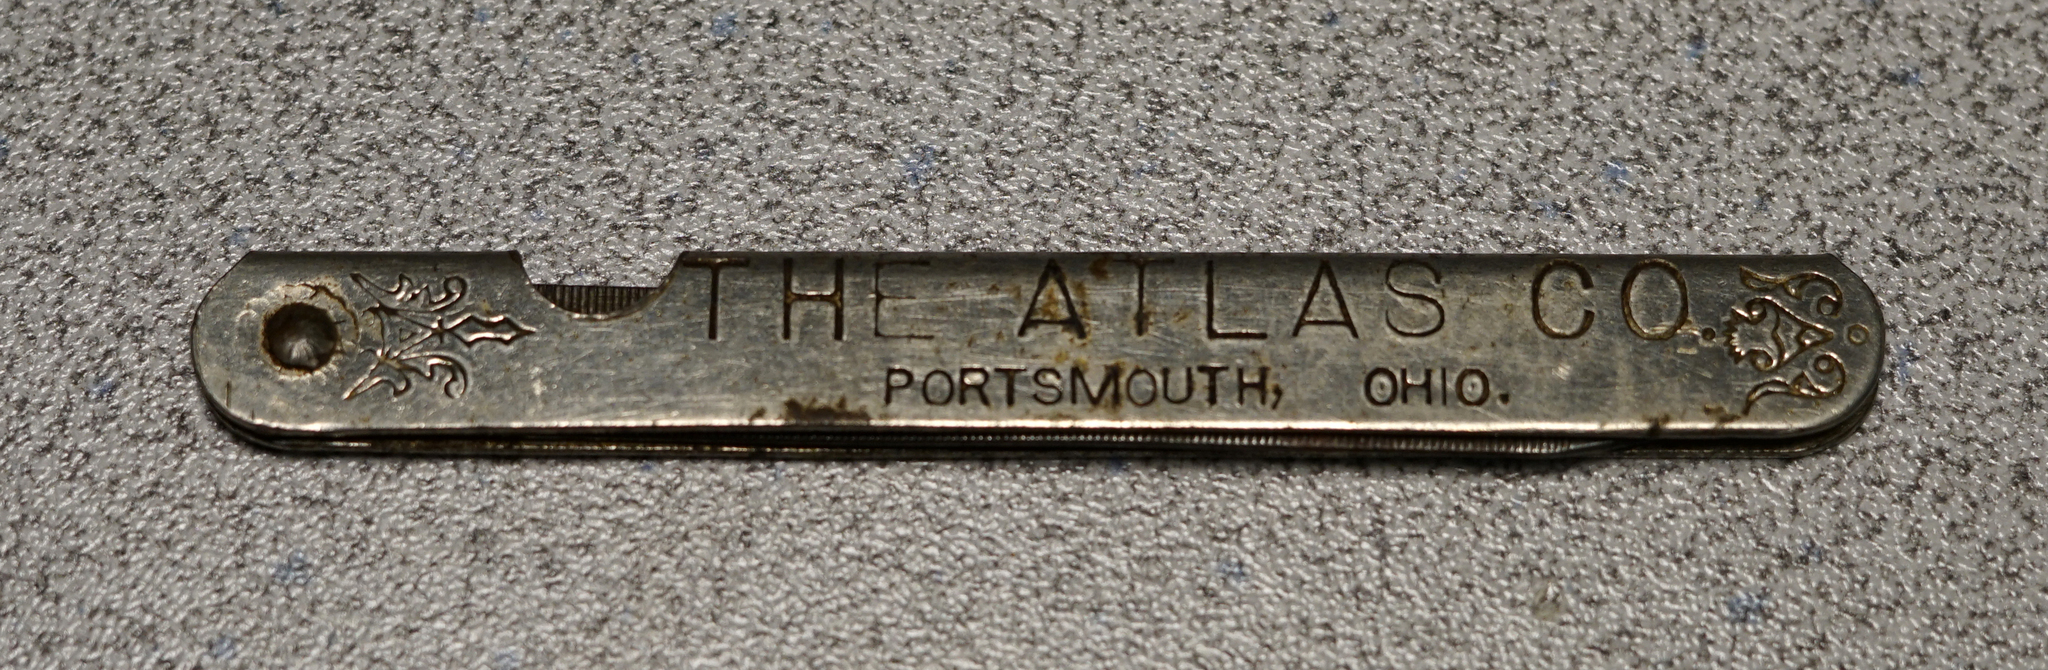 THE ATLAS CO.
PORTSMOUTH, OHIO.